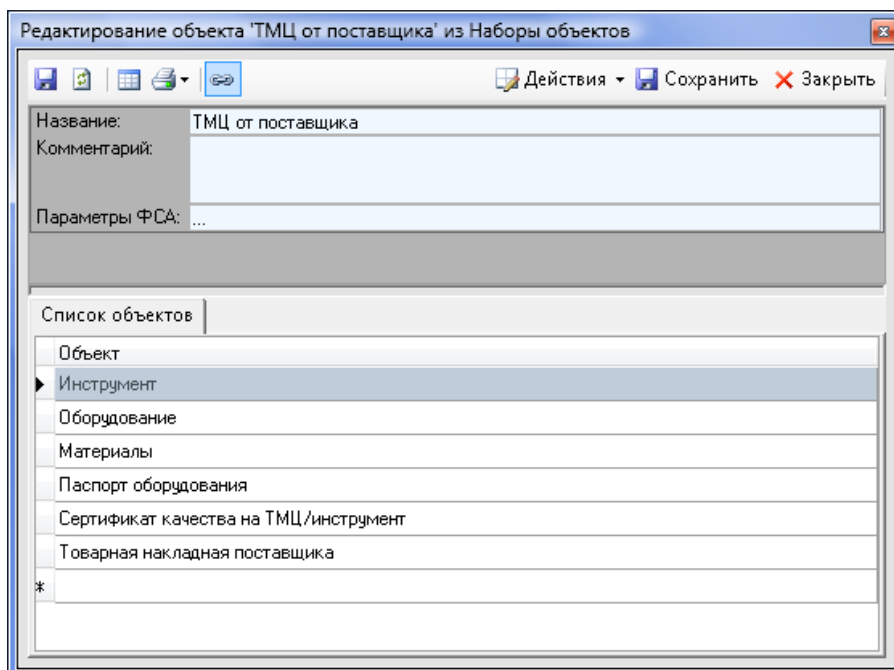 Редактирование объекта 'ТМЦ от поставщика' из Наборы объектов
Действия Сохранить Закрыть
Название: ТМЦ от поставщика
Комментарий:
Параметры ФСА: ...
Список объектов
Объект
Инструмент
Оборудование
Материалы
Паспорт оборудования
Сертификат качества на ТМЦ/инструмент
Товарная накладная поставщика
*